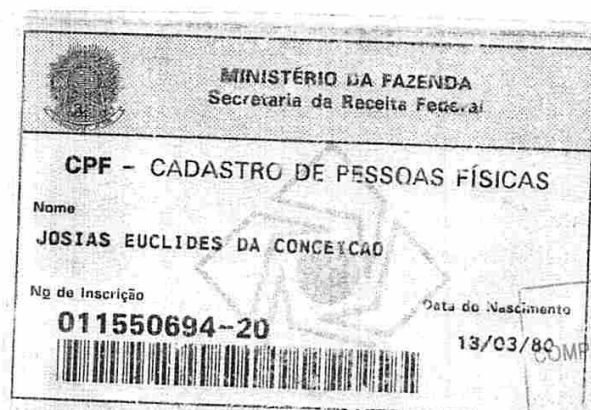 MINISTÉRIO DA FAZENDA
Secretaria da Receita Federal
CPF - CADASTRO DE PESSOAS FÍSICAS
Nome
JOSIAS EUCLIDES DA CONCEICAO
Nº de Inscrição
011550694-20
Data do Nascimento
13/03/80
COMP